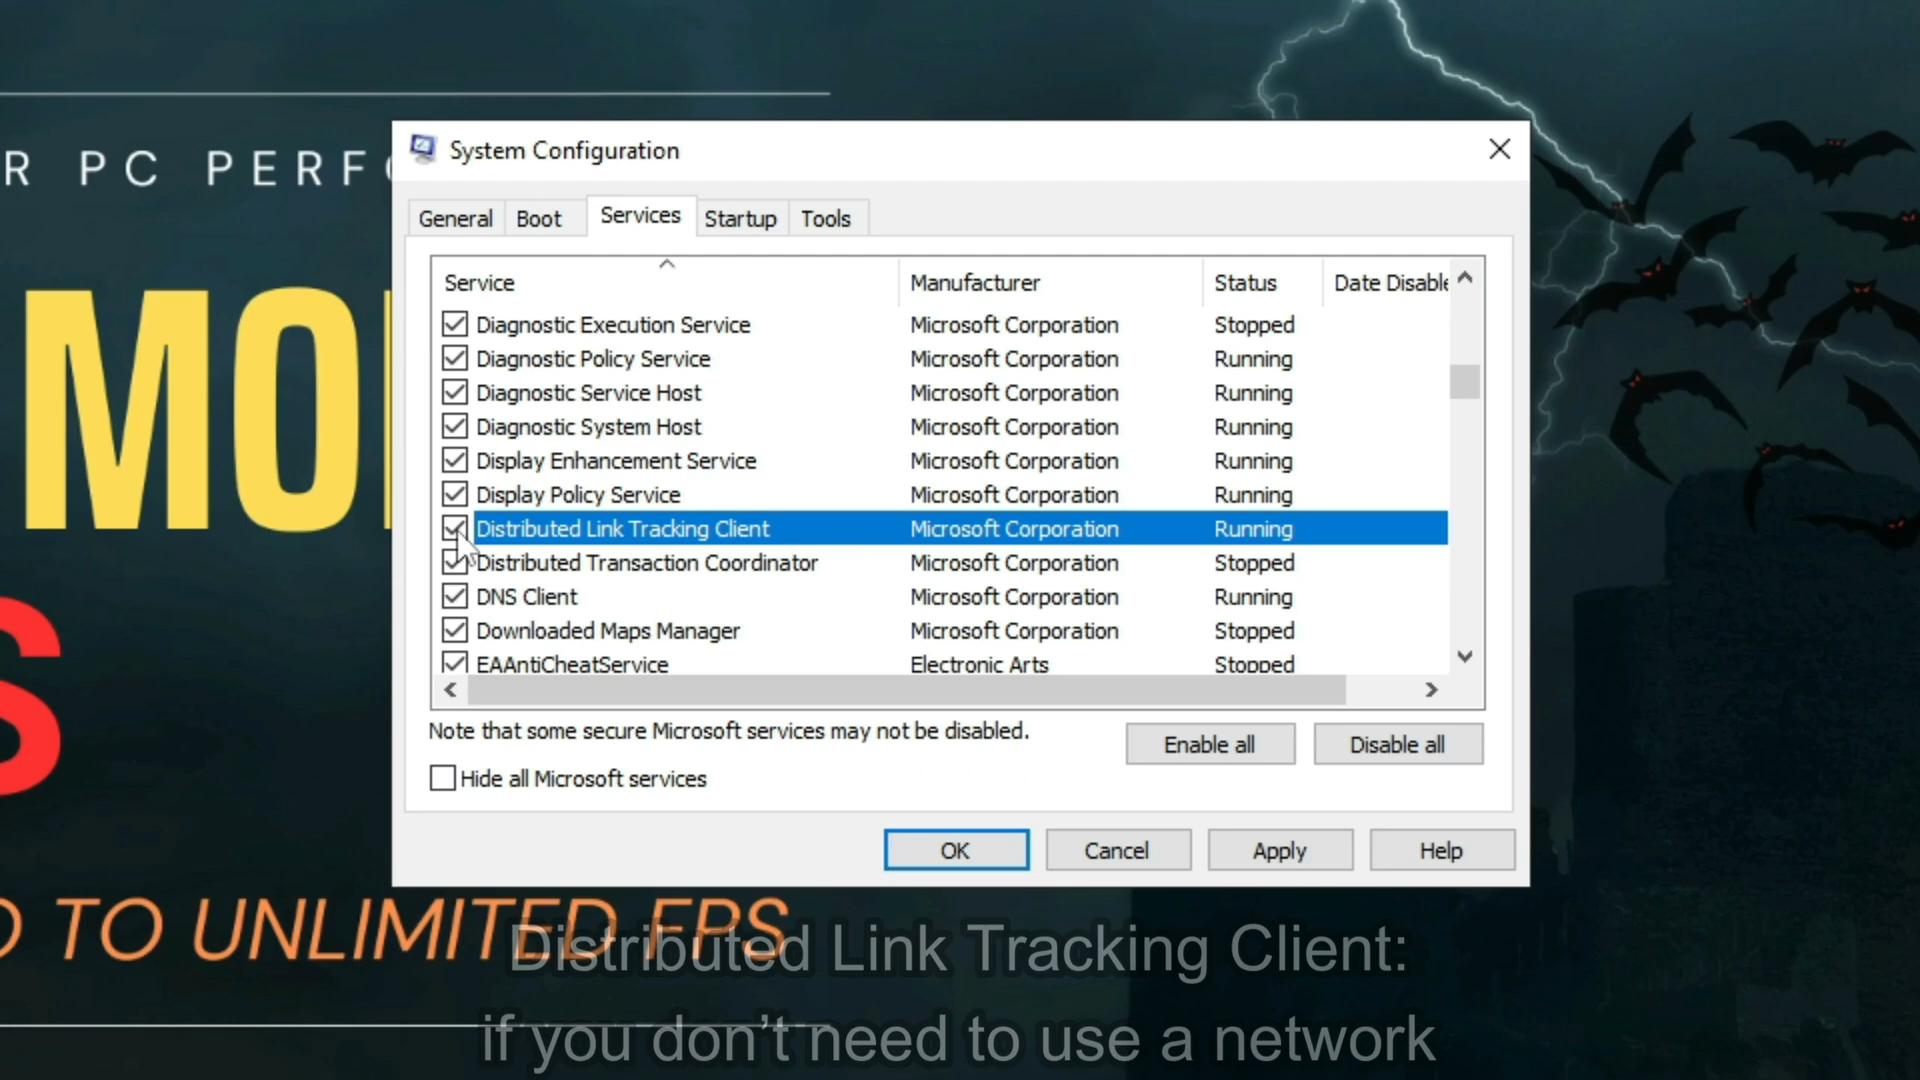 R PC PERF
MO
S
TO UNLIMITED FPS
System Configuration
General Boot Services Startup Tools
Service Manufacturer Status Date Disable
Diagnostic Execution Service Microsoft Corporation Stopped
Diagnostic Policy Service Microsoft Corporation Running
Diagnostic Service Host Microsoft Corporation Running
Diagnostic System Host Microsoft Corporation Running
Display Enhancement Service Microsoft Corporation Running
Display Policy Service Microsoft Corporation Running
Distributed Link Tracking Client Microsoft Corporation Running
Distributed Transaction Coordinator Microsoft Corporation Stopped
DNS Client Microsoft Corporation Running
Downloaded Maps Manager Microsoft Corporation Stopped
EAAntiCheatService Electronic Arts Stopped
Note that some secure Microsoft services may not be disabled.
Enable all Disable all
Hide all Microsoft services
OK Cancel Apply Help
Distributed Link Tracking Client:
if you don't need to use a network